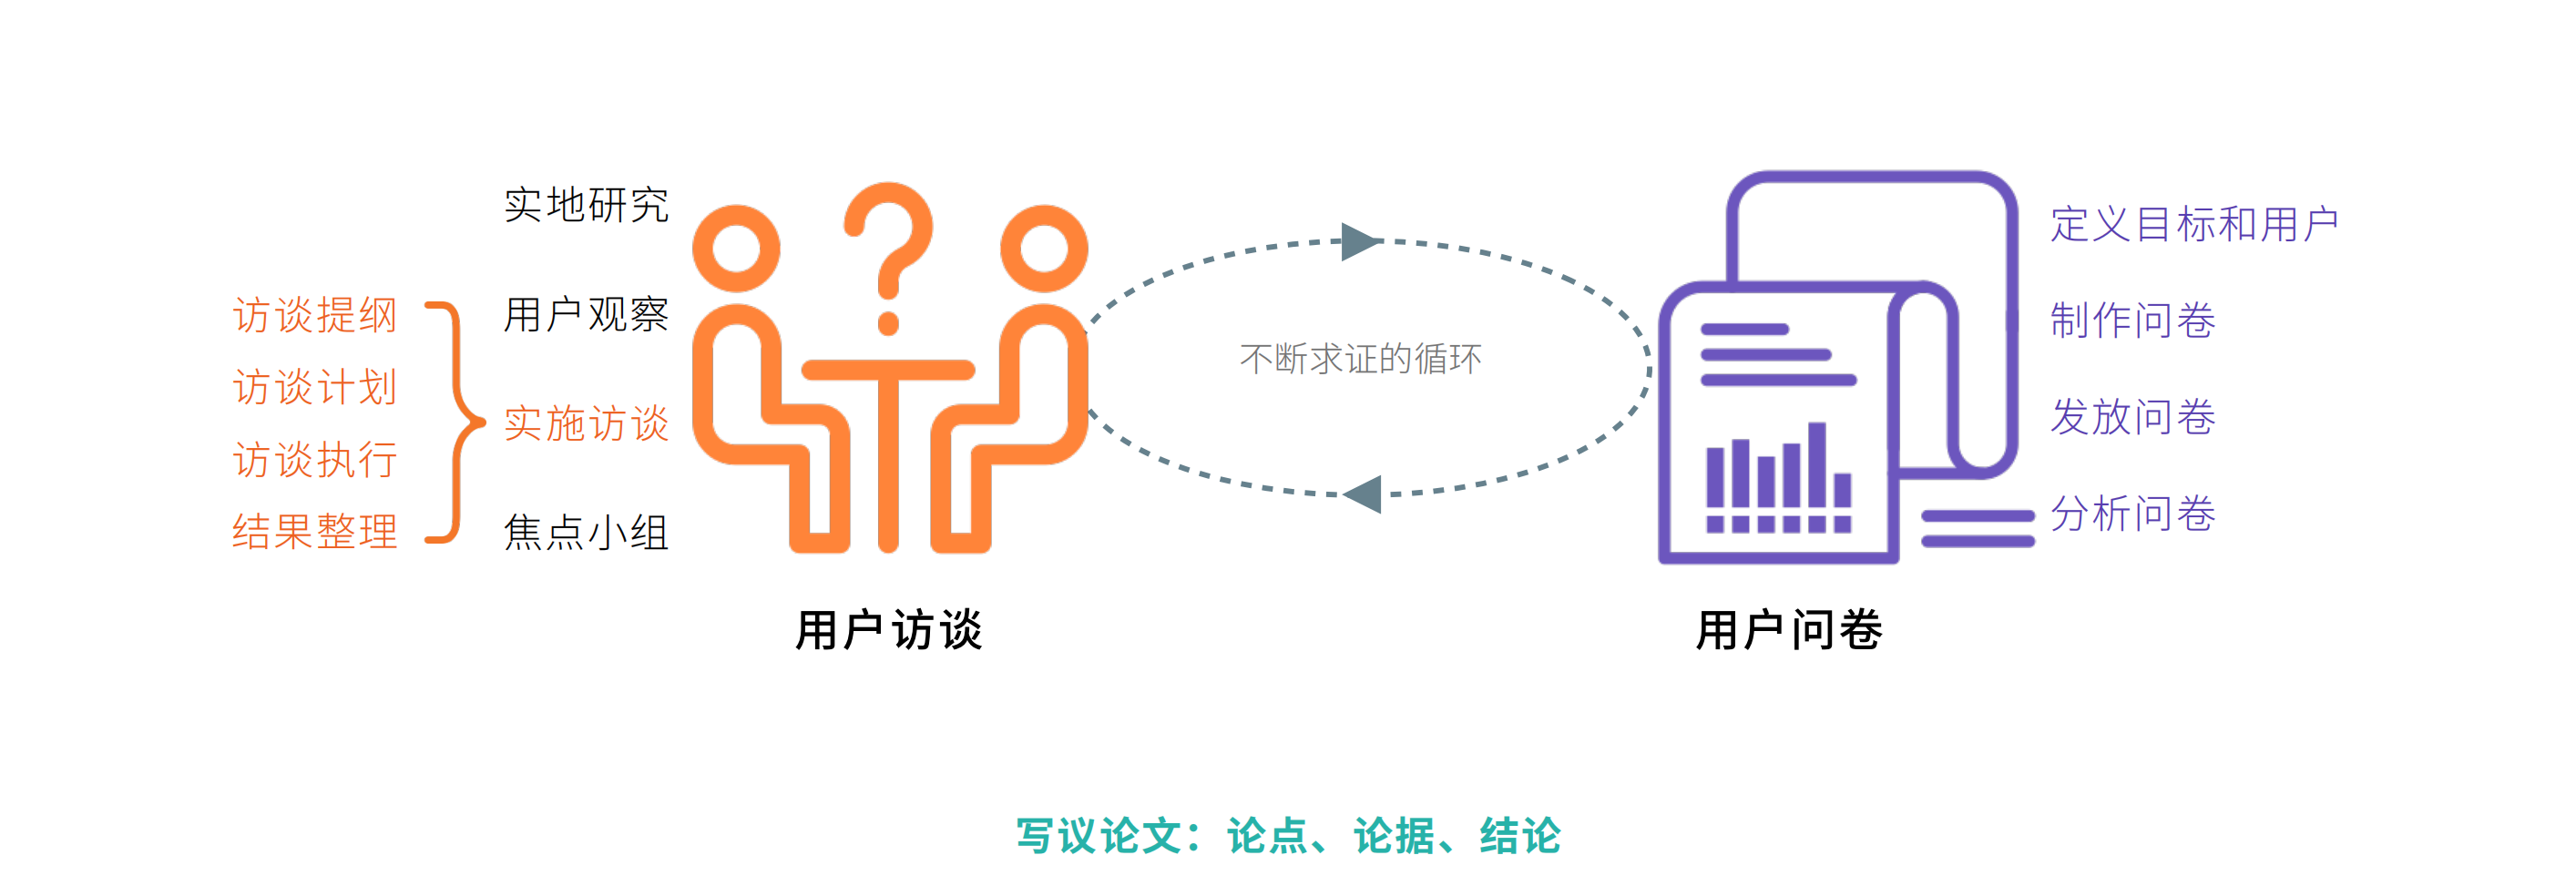 实地研究
用户观察
实施访谈
焦点小组
访谈提纲
访谈计划
访谈执行
结果整理
用户访谈
不断求证的循环
定义目标和用户
制作问卷
发放问卷
分析问卷
用户问卷
写议论文：论点、论据、结论